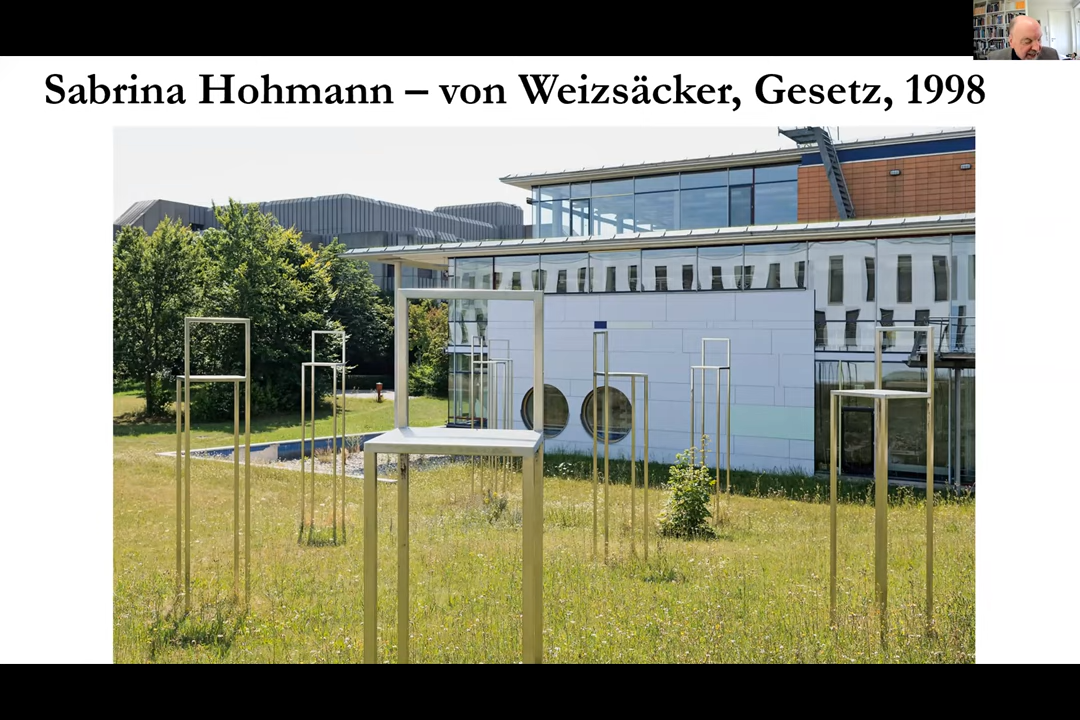 Sabrina Hohmann – von Weizsäcker, Gesetz, 1998